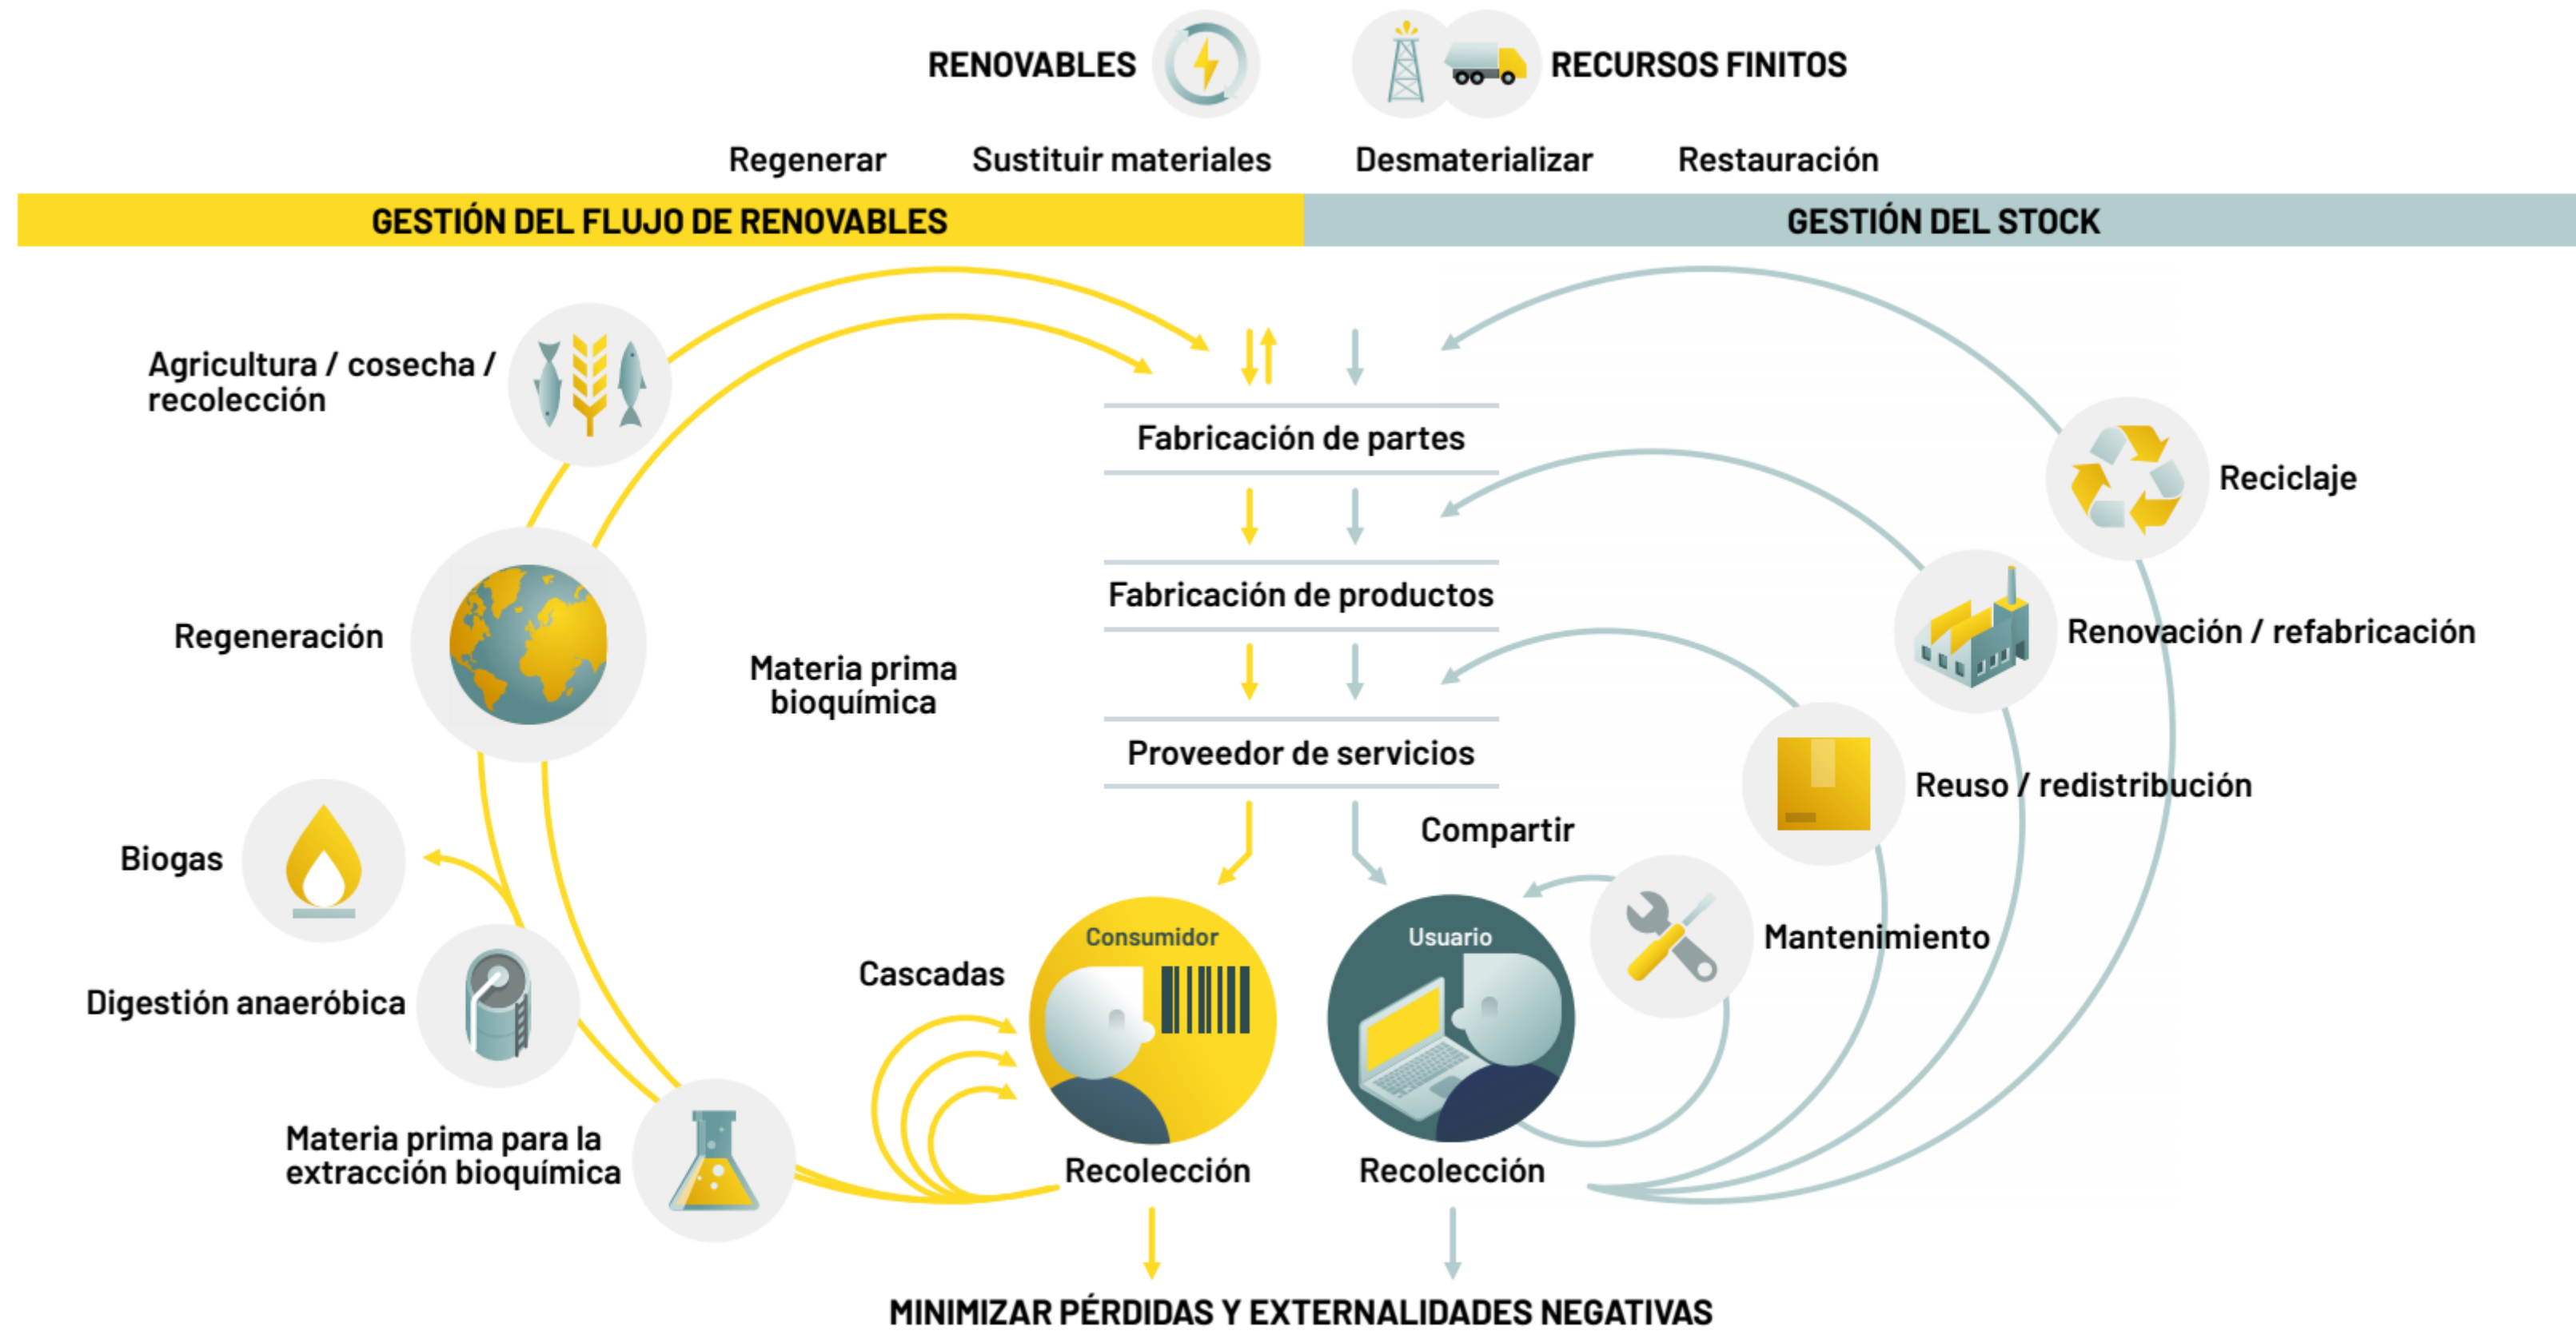 RENOVABLES
RECURSOS FINITOS
Regenerar
Sustituir materiales
Desmaterializar
Restauración
GESTIÓN DEL FLUJO DE RENOVABLES
GESTIÓN DEL STOCK
Agricultura / cosecha /
recolección
Fabricación de partes
Reciclaje
Fabricación de productos
Regeneración
Renovación / refabricación
Materia prima
bioquímica
Proveedor de servicios
Reuso / redistribución
Compartir
Biogas
Consumidor
Usuario
Mantenimiento
Cascadas
Digestión anaeróbica
Materia prima para la
extracción bioquímica
Recolección
Recolección
MINIMIZAR PÉRDIDAS Y EXTERNALIDADES NEGATIVAS